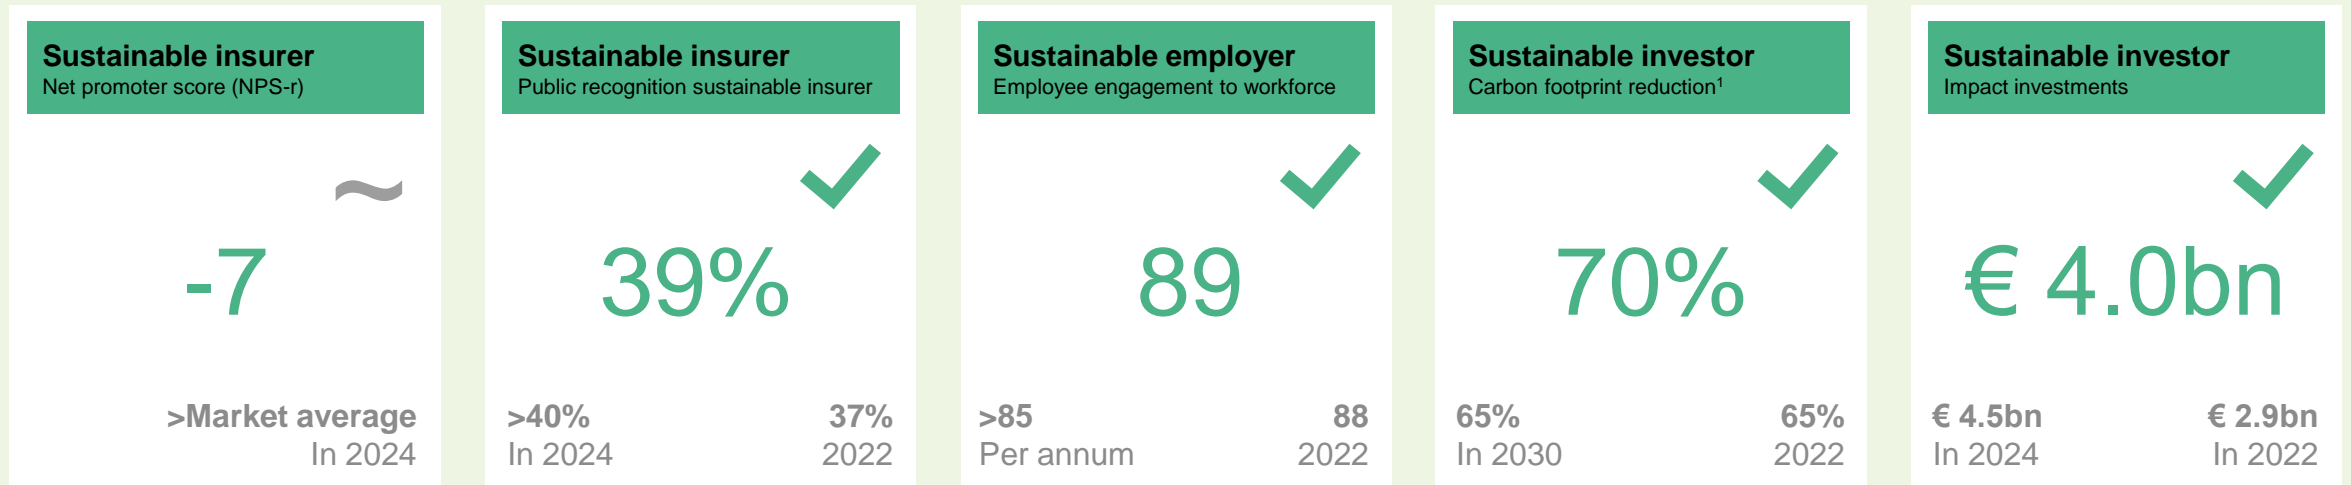 Sustainable insurer
Net promoter score (NPS-r)
~
-7
>Market average
In 2024
Sustainable insurer
Public recognition sustainable insurer
39%
>40% 37%
In 2024 2022
Sustainable employer
Employee engagement to workforce
89
>85 88
Per annum 2022
Sustainable investor
Carbon footprint reduction¹
70%
65% 65%
In 2030 2022
Sustainable investor
Impact investments
€ 4.0bn
€ 4.5bn € 2.9bn
In 2024 In 2022